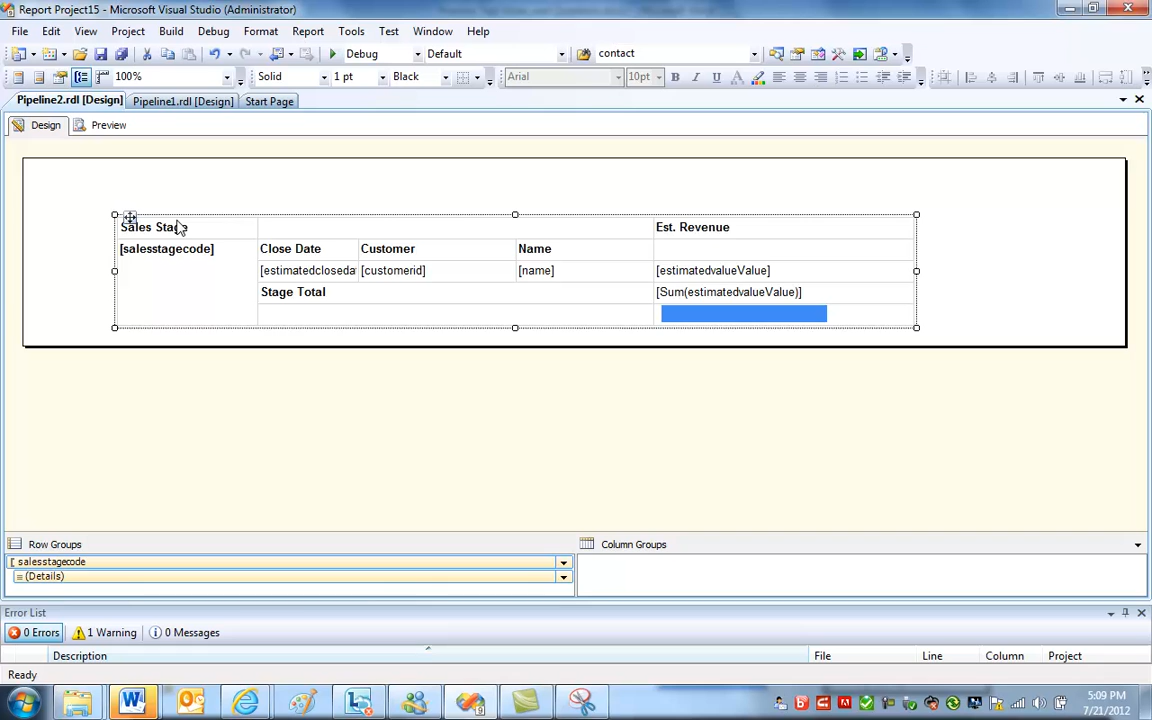 Report Project15 - Microsoft Visual Studio (Administrator)
File Edit View Project Build Debug Format Report Tools Test Window Help
Debug Default contact
100% Solid 1 pt Black Arial 10pt B I U A
Pipeline2.rdl [Design] Pipeline1.rdl [Design] Start Page
Design Preview
Sales Stage Est. Revenue
[salesstagecode] Close Date Customer Name
[estimatedcloseda [customerid] [name] [estimatedvalueValue]
Stage Total [Sum(estimatedvalueValue)]
Row Groups Column Groups
salesstagecode
(Details)
Error List
0 Errors 1 Warning 0 Messages
Description File Line Column Project
Ready
5:09 PM
7/21/2012